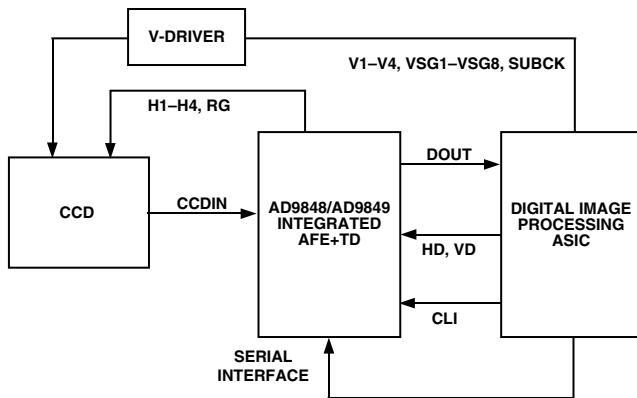 V-DRIVER
V1–V4, VSG1–VSG8, SUBCK
H1–H4, RG
CCD
CCDIN
AD9848/AD9849
INTEGRATED
AFE+TD
DOUT
HD, VD
CLI
DIGITAL IMAGE
PROCESSING
ASIC
SERIAL
INTERFACE